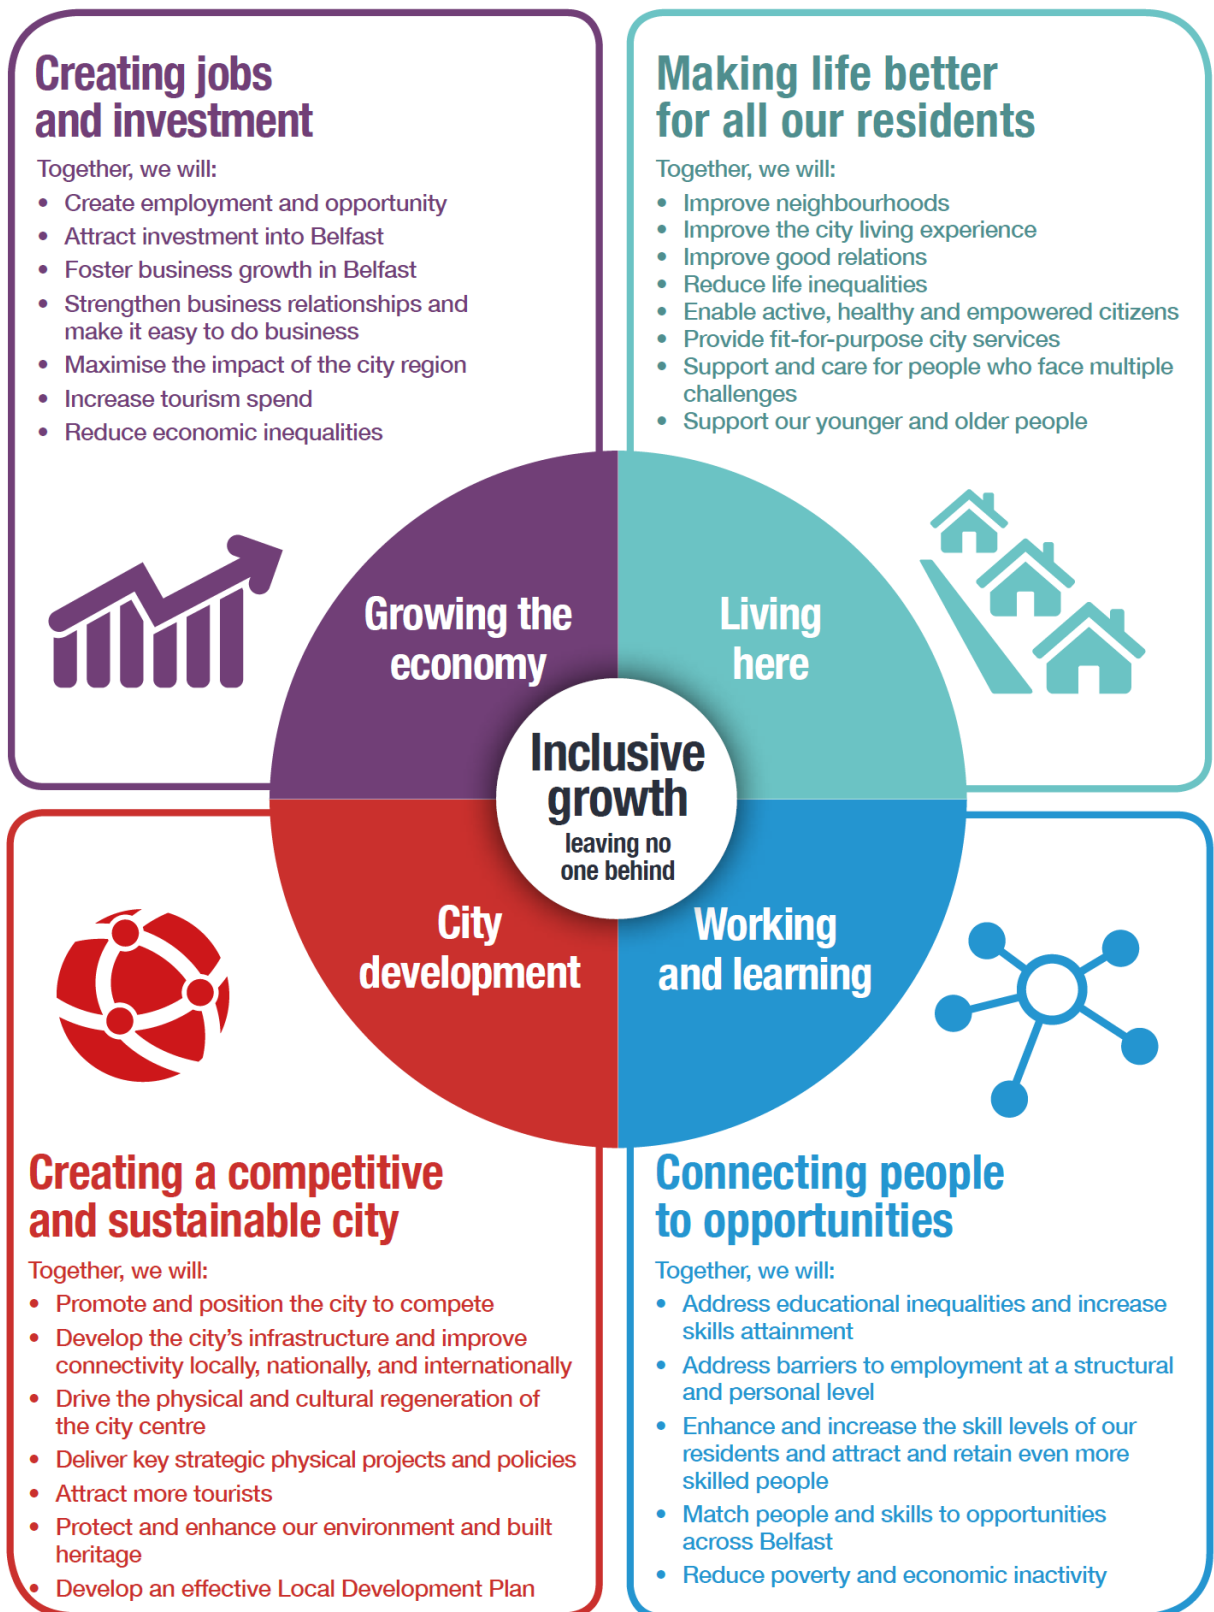 Creating jobs
and investment
Together, we will:
• Create employment and opportunity
• Attract investment into Belfast
• Foster business growth in Belfast
• Strengthen business relationships and
make it easy to do business
• Maximise the impact of the city region
• Increase tourism spend
• Reduce economic inequalities
Making life better
for all our residents
Together, we will:
• Improve neighbourhoods
• Improve the city living experience
• Improve good relations
• Reduce life inequalities
• Enable active, healthy and empowered citizens
• Provide fit-for-purpose city services
• Support and care for people who face multiple
challenges
• Support our younger and older people
Growing the
economy
Living
here
Inclusive
growth
leaving no
one behind
City
development
Working
and learning
Creating a competitive
and sustainable city
Together, we will:
• Promote and position the city to compete
• Develop the city’s infrastructure and improve
connectivity locally, nationally, and internationally
• Drive the physical and cultural regeneration of
the city centre
• Deliver key strategic physical projects and policies
• Attract more tourists
• Protect and enhance our environment and built
heritage
• Develop an effective Local Development Plan
Connecting people
to opportunities
Together, we will:
• Address educational inequalities and increase
skills attainment
• Address barriers to employment at a structural
and personal level
• Enhance and increase the skill levels of our
residents and attract and retain even more
skilled people
• Match people and skills to opportunities
across Belfast
• Reduce poverty and economic inactivity